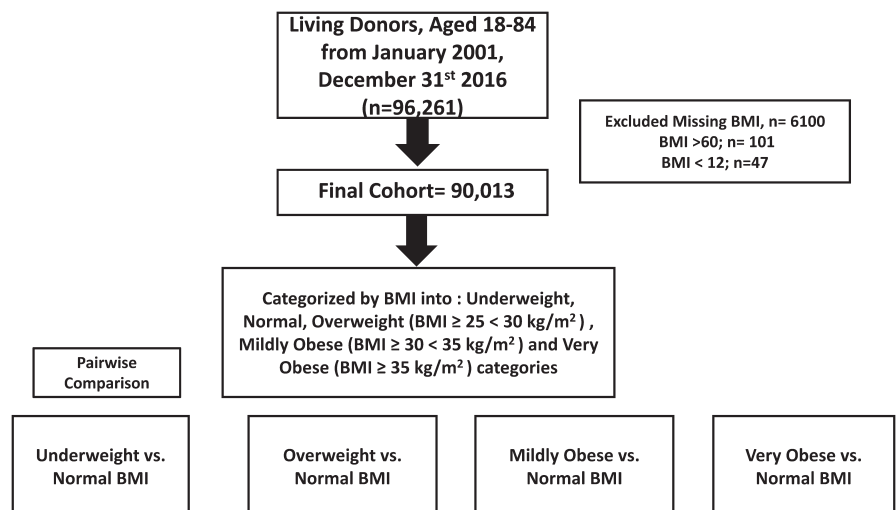 Living Donors, Aged 18-84
from January 2001,
December 31st 2016
(n=96,261)
Excluded Missing BMI, n= 6100
BMI >60; n= 101
BMI < 12; n=47
Final Cohort= 90,013
Categorized by BMI into : Underweight,
Normal, Overweight (BMI ≥ 25 < 30 kg/m² ) ,
Mildly Obese (BMI ≥ 30 < 35 kg/m² ) and Very
Obese (BMI ≥ 35 kg/m² ) categories
Pairwise
Comparison
Underweight vs.
Normal BMI
Overweight vs.
Normal BMI
Mildly Obese vs.
Normal BMI
Very Obese vs.
Normal BMI